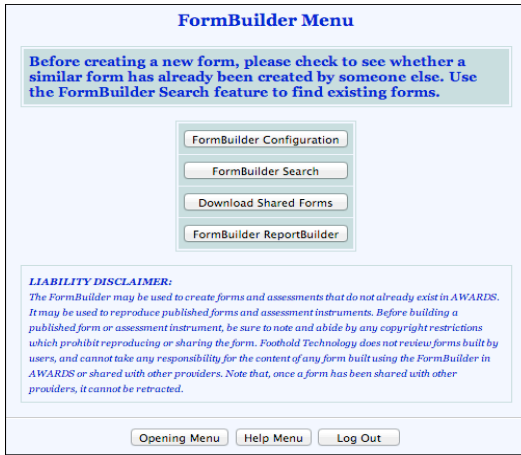 FormBuilder Menu
Before creating a new form, please check to see whether a
similar form has already been created by someone else. Use
the FormBuilder Search feature to find existing forms.
FormBuilder Configuration
FormBuilder Search
Download Shared Forms
FormBuilder ReportBuilder
LIABILITY DISCLAIMER:
The FormBuilder may be used to create forms and assessments that do not already exist in AWARDS.
It may be used to reproduce published forms and assessment instruments. Before building a
published form or assessment instrument, be sure to note and abide by any copyright restrictions
which prohibit reproducing or sharing the form. Foothold Technology does not review forms built by
users, and cannot take any responsibility for the content of any form built using the FormBuilder in
AWARDS or shared with other providers. Note that, once a form has been shared with other
providers, it cannot be retracted.
Opening Menu Help Menu Log Out